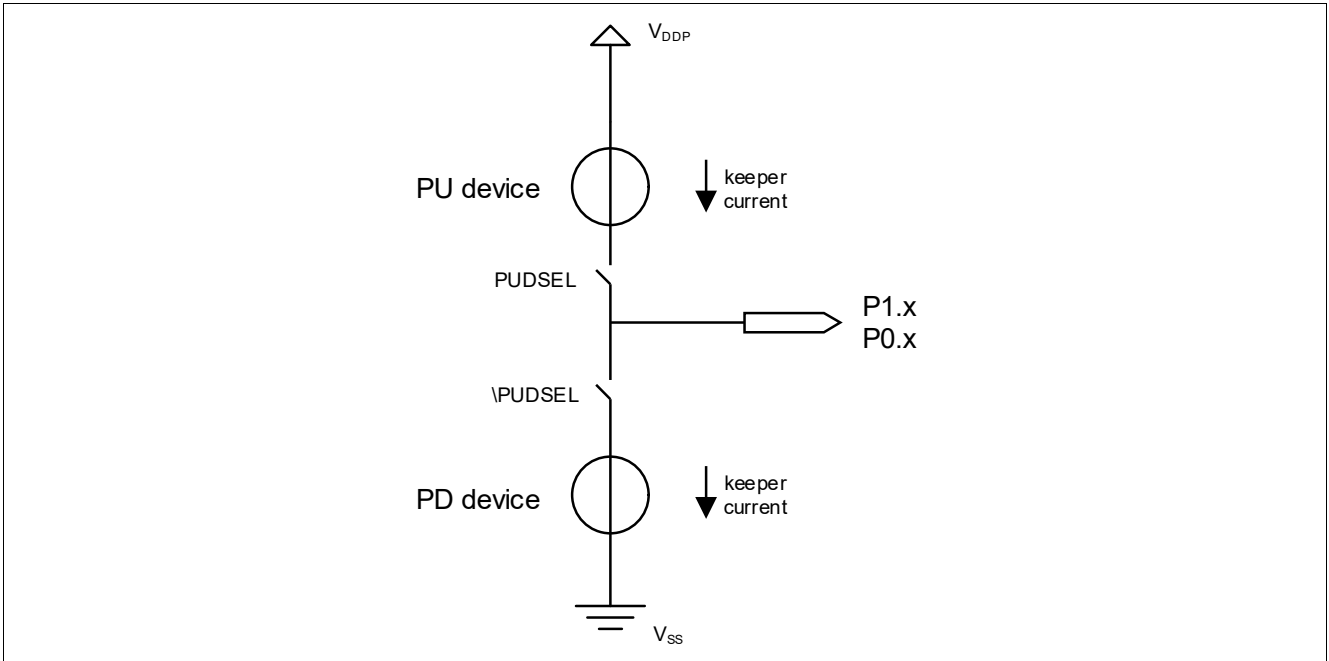 VDDP
PU device
keeper
current
PUDSEL
P1.x
P0.x
\PUDSEL
PD device
keeper
current
VSS